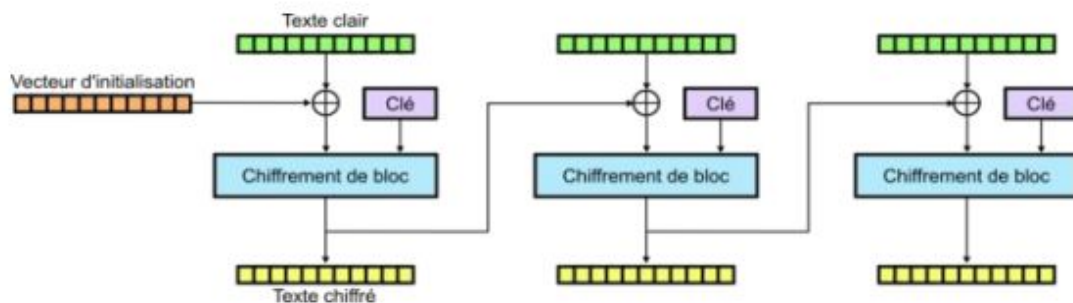 Texte clair
Vecteur d'initialisation
Clé
Clé
Clé
Chiffrement de bloc
Chiffrement de bloc
Chiffrement de bloc
Texte chiffré